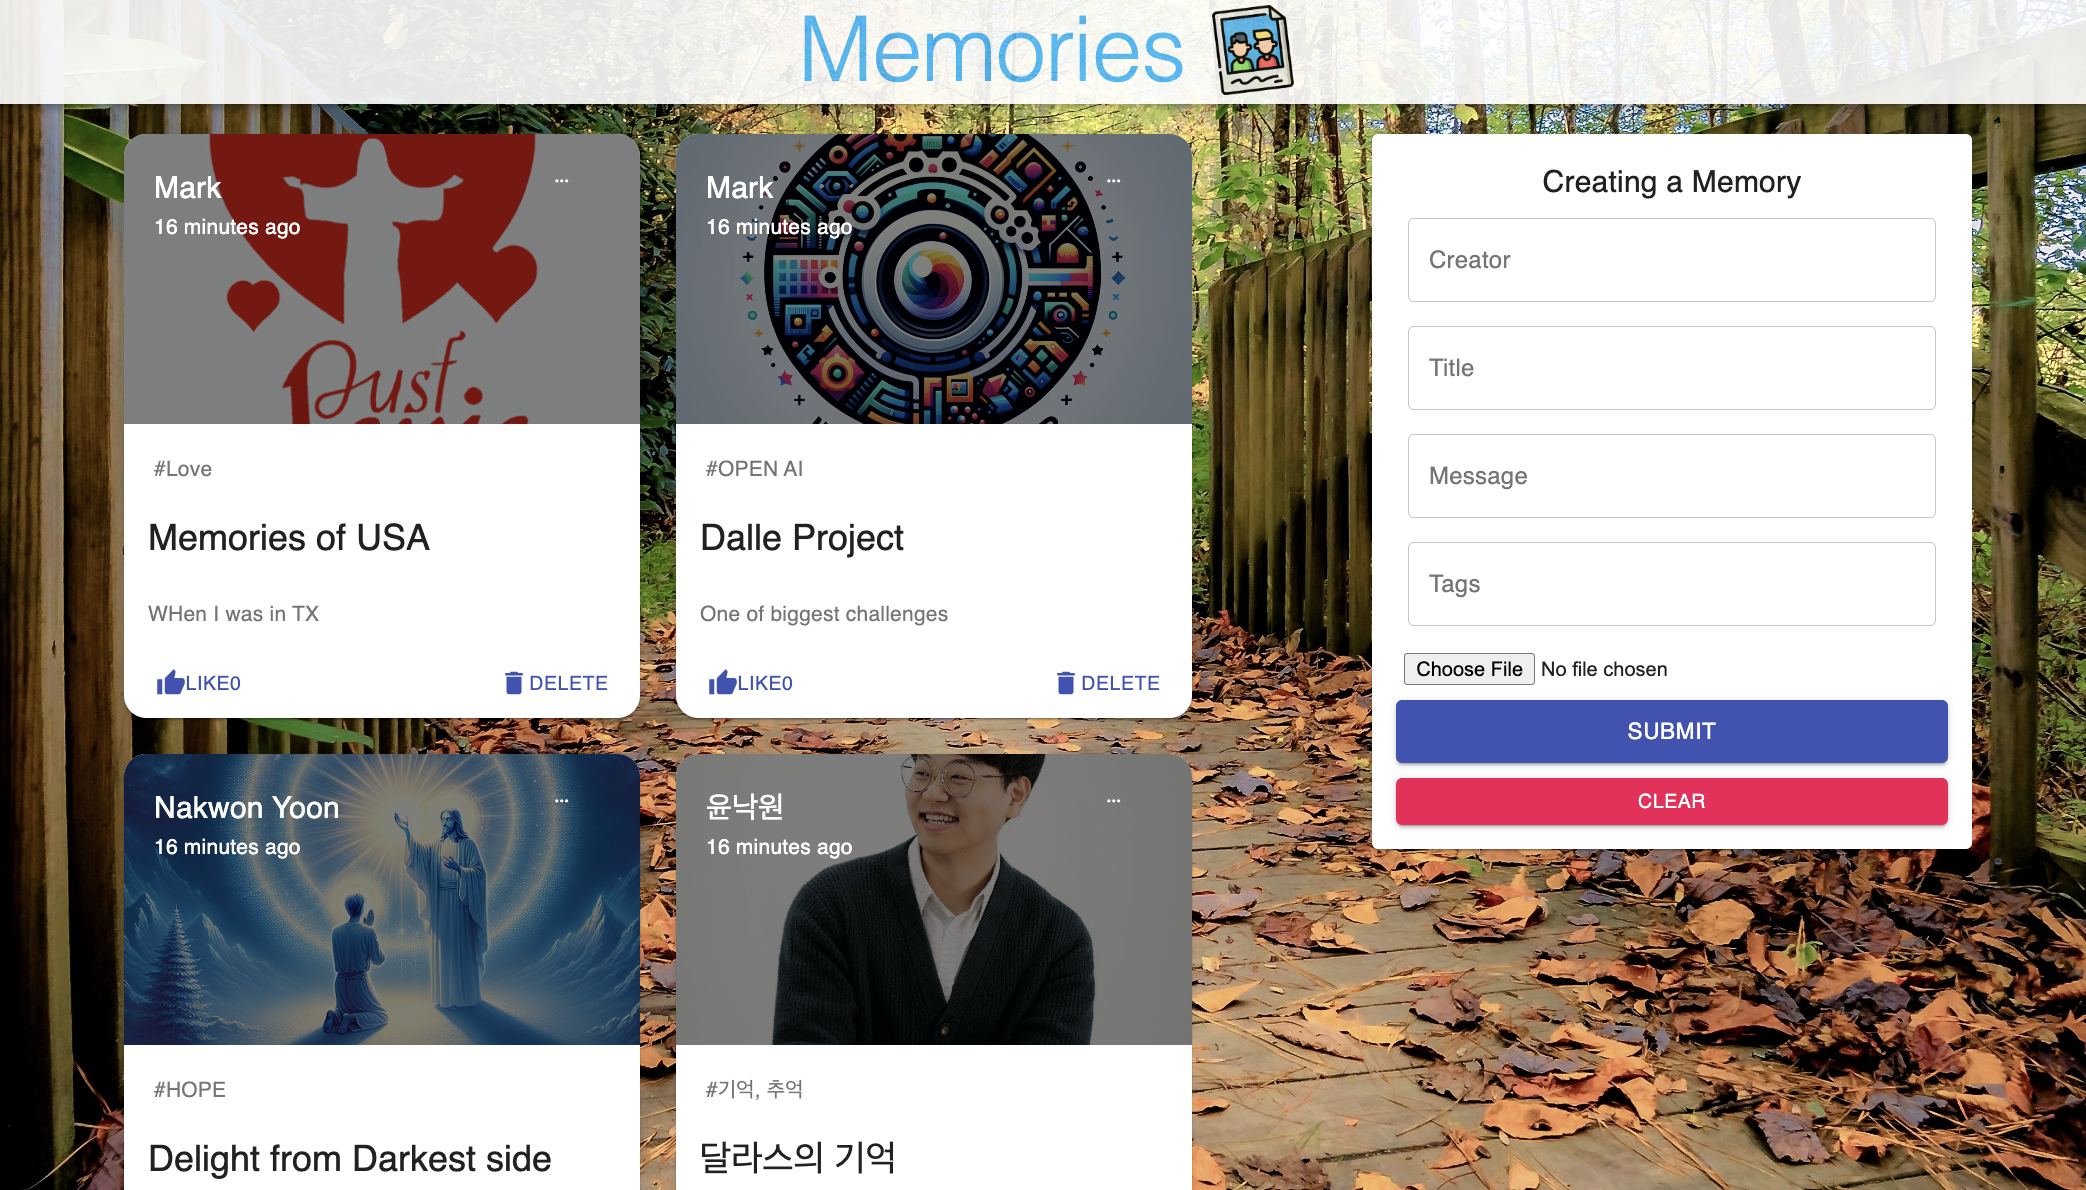 Memories
Mark
16 minutes ago
Just
#Love
Memories of USA
WHen I was in TX
LIKE0
DELETE
Mark
16 minutes ago
#OPEN AI
Dalle Project
One of biggest challenges
LIKE0
DELETE
Nakwon Yoon
16 minutes ago
#HOPE
Delight from Darkest side
윤낙원
16 minutes ago
#기억, 추억
달라스의 기억
Creating a Memory
Creator
Title
Message
Tags
Choose File No file chosen
SUBMIT
CLEAR